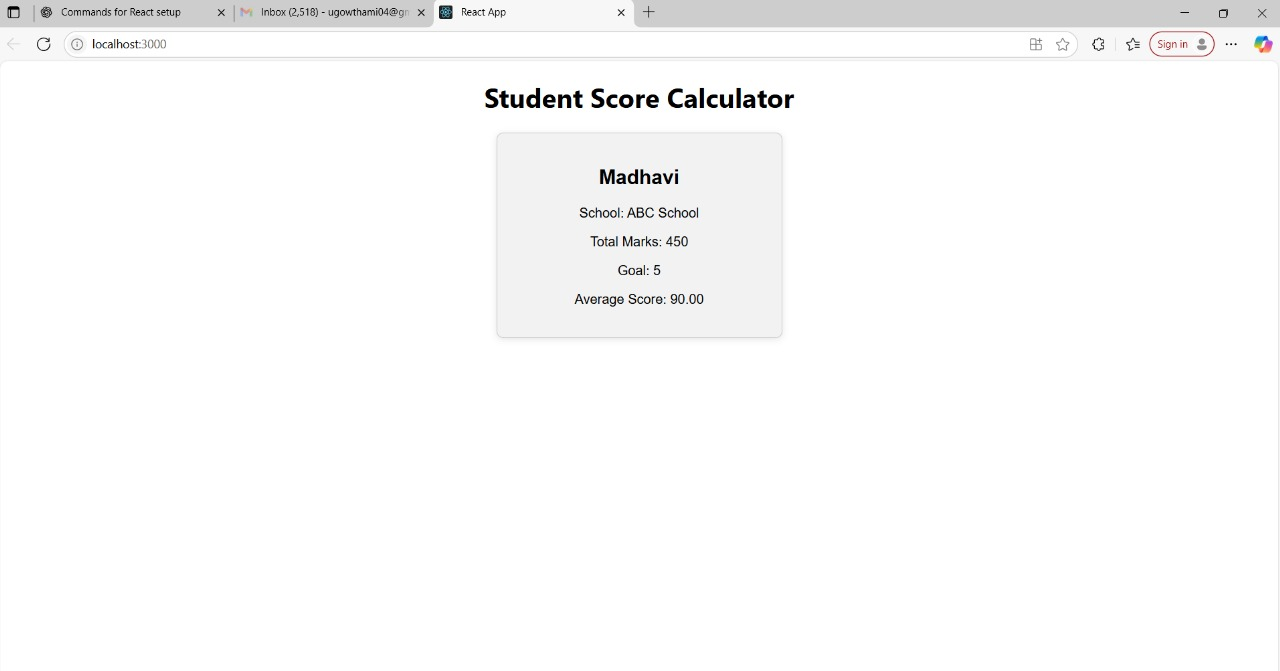 Commands for React setup
Inbox (2,518) - ugowthami04@gm
React App
localhost:3000
Sign in
Student Score Calculator
Madhavi
School: ABC School
Total Marks: 450
Goal: 5
Average Score: 90.00